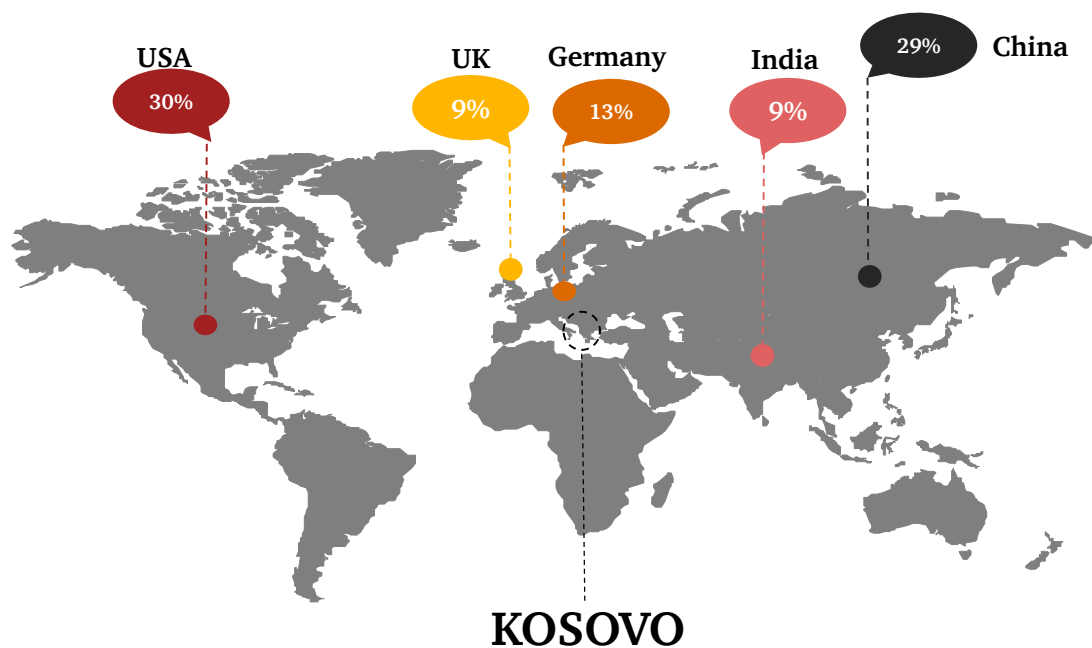 USA
30%
UK
9%
Germany
13%
India
9%
29%
China
KOSOVO